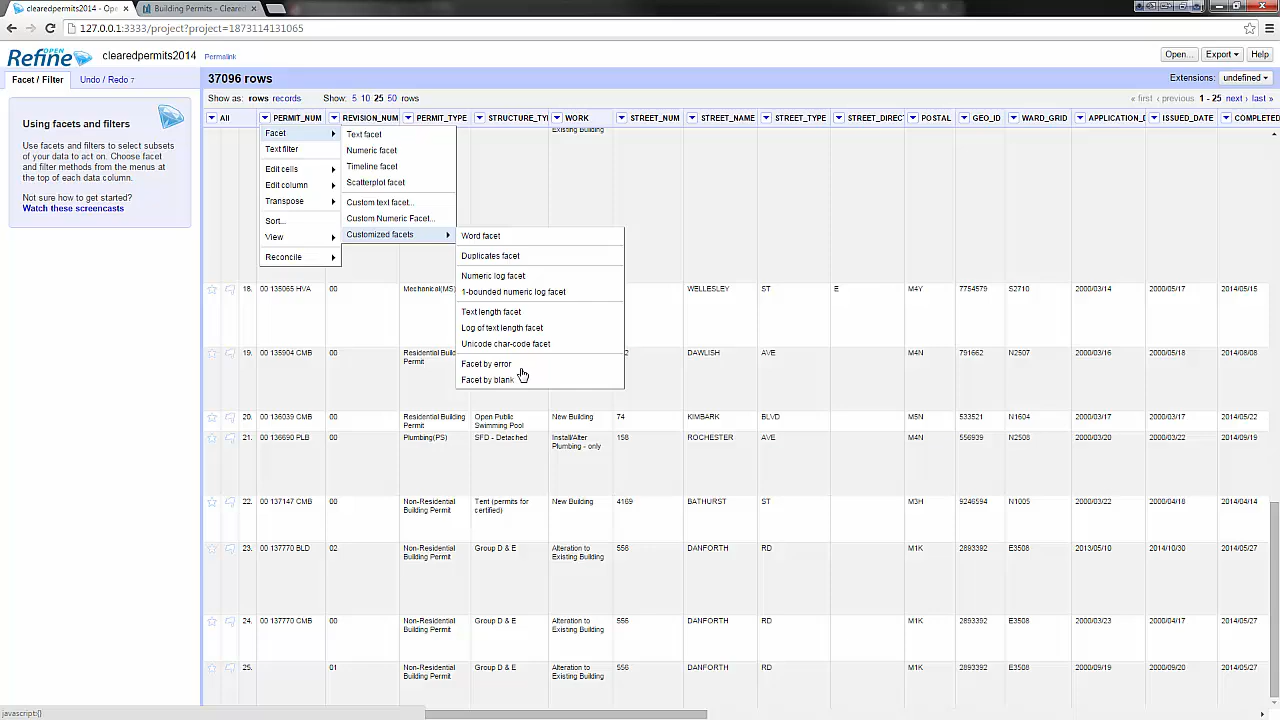 clearedpermits2014 - Ope
Building Permits - Cleared
127.0.0.1:3333/project?project=1873114131065
OPEN
Refine
clearedpermits2014
Permalink
Open...
Export
Help
Facet / Filter
Undo / Redo 7
37096 rows
Extensions:
undefined
Show as: rows records
Show: 5 10 25 50 rows
« first ‹ previous 1 - 25 next › last »
Using facets and filters
Use facets and filters to select subsets
of your data to act on. Choose facet
and filter methods from the menus
at the top of each data column.
Not sure how to get started?
Watch these screencasts
All PERMIT_NUM REVISION_NUM PERMIT_TYPE STRUCTURE_TY WORK STREET_NUM STREET_NAME STREET_TYPE STREET_DIREC POSTAL GEO_ID WARD_GRID APPLICATION_D ISSUED_DATE COMPLETED
Existing Building
Facet
Text filter
Edit cells
Edit column
Transpose
Sort...
View
Reconcile
Text facet
Numeric facet
Timeline facet
Scatterplot facet
Custom text facet...
Custom Numeric Facet...
Customized facets
Word facet
Duplicates facet
Numeric log facet
1-bounded numeric log facet
Text length facet
Log of text length facet
Unicode char-code facet
Facet by error
Facet by blank
18. 00 135065 HVA 00 Mechanical(MS) WELLESLEY ST E M4Y 7754579 S2710 2000/03/14 2000/05/17 2014/05/15
19. 00 135904 CMB 00 Residential Building 2 DAWLISH AVE M4N 791662 N2507 2000/03/16 2000/05/18 2014/08/08
Permit
20. 00 136039 CMB 00 Residential Building Open Public New Building 74 KIMBARK BLVD M5N 533521 N1604 2000/03/17 2000/03/17 2014/05/22
Permit Swimming Pool
21. 00 136690 PLB 00 Plumbing(PS) SFD - Detached Install/Alter 158 ROCHESTER AVE M4N 556939 N2508 2000/03/20 2000/03/22 2014/09/19
Plumbing - only
22. 00 137147 CMB 00 Non-Residential Tent (permits for New Building 4169 BATHURST ST M3H 9246594 N1005 2000/03/22 2000/04/18 2014/04/14
Building Permit certified)
23. 00 137770 BLD 02 Non-Residential Group D & E Alteration to 556 DANFORTH RD M1K 2893392 E3508 2013/05/10 2014/10/30 2014/05/27
Building Permit Existing Building
24. 00 137770 CMB 00 Non-Residential Group D & E Alteration to 556 DANFORTH RD M1K 2893392 E3508 2000/03/23 2000/04/17 2014/05/27
Building Permit Existing Building
25. 01 Non-Residential Group D & E Alteration to 556 DANFORTH RD M1K 2893392 E3508 2000/09/19 2000/09/20 2014/05/27
Building Permit Existing Building
javascript:{}